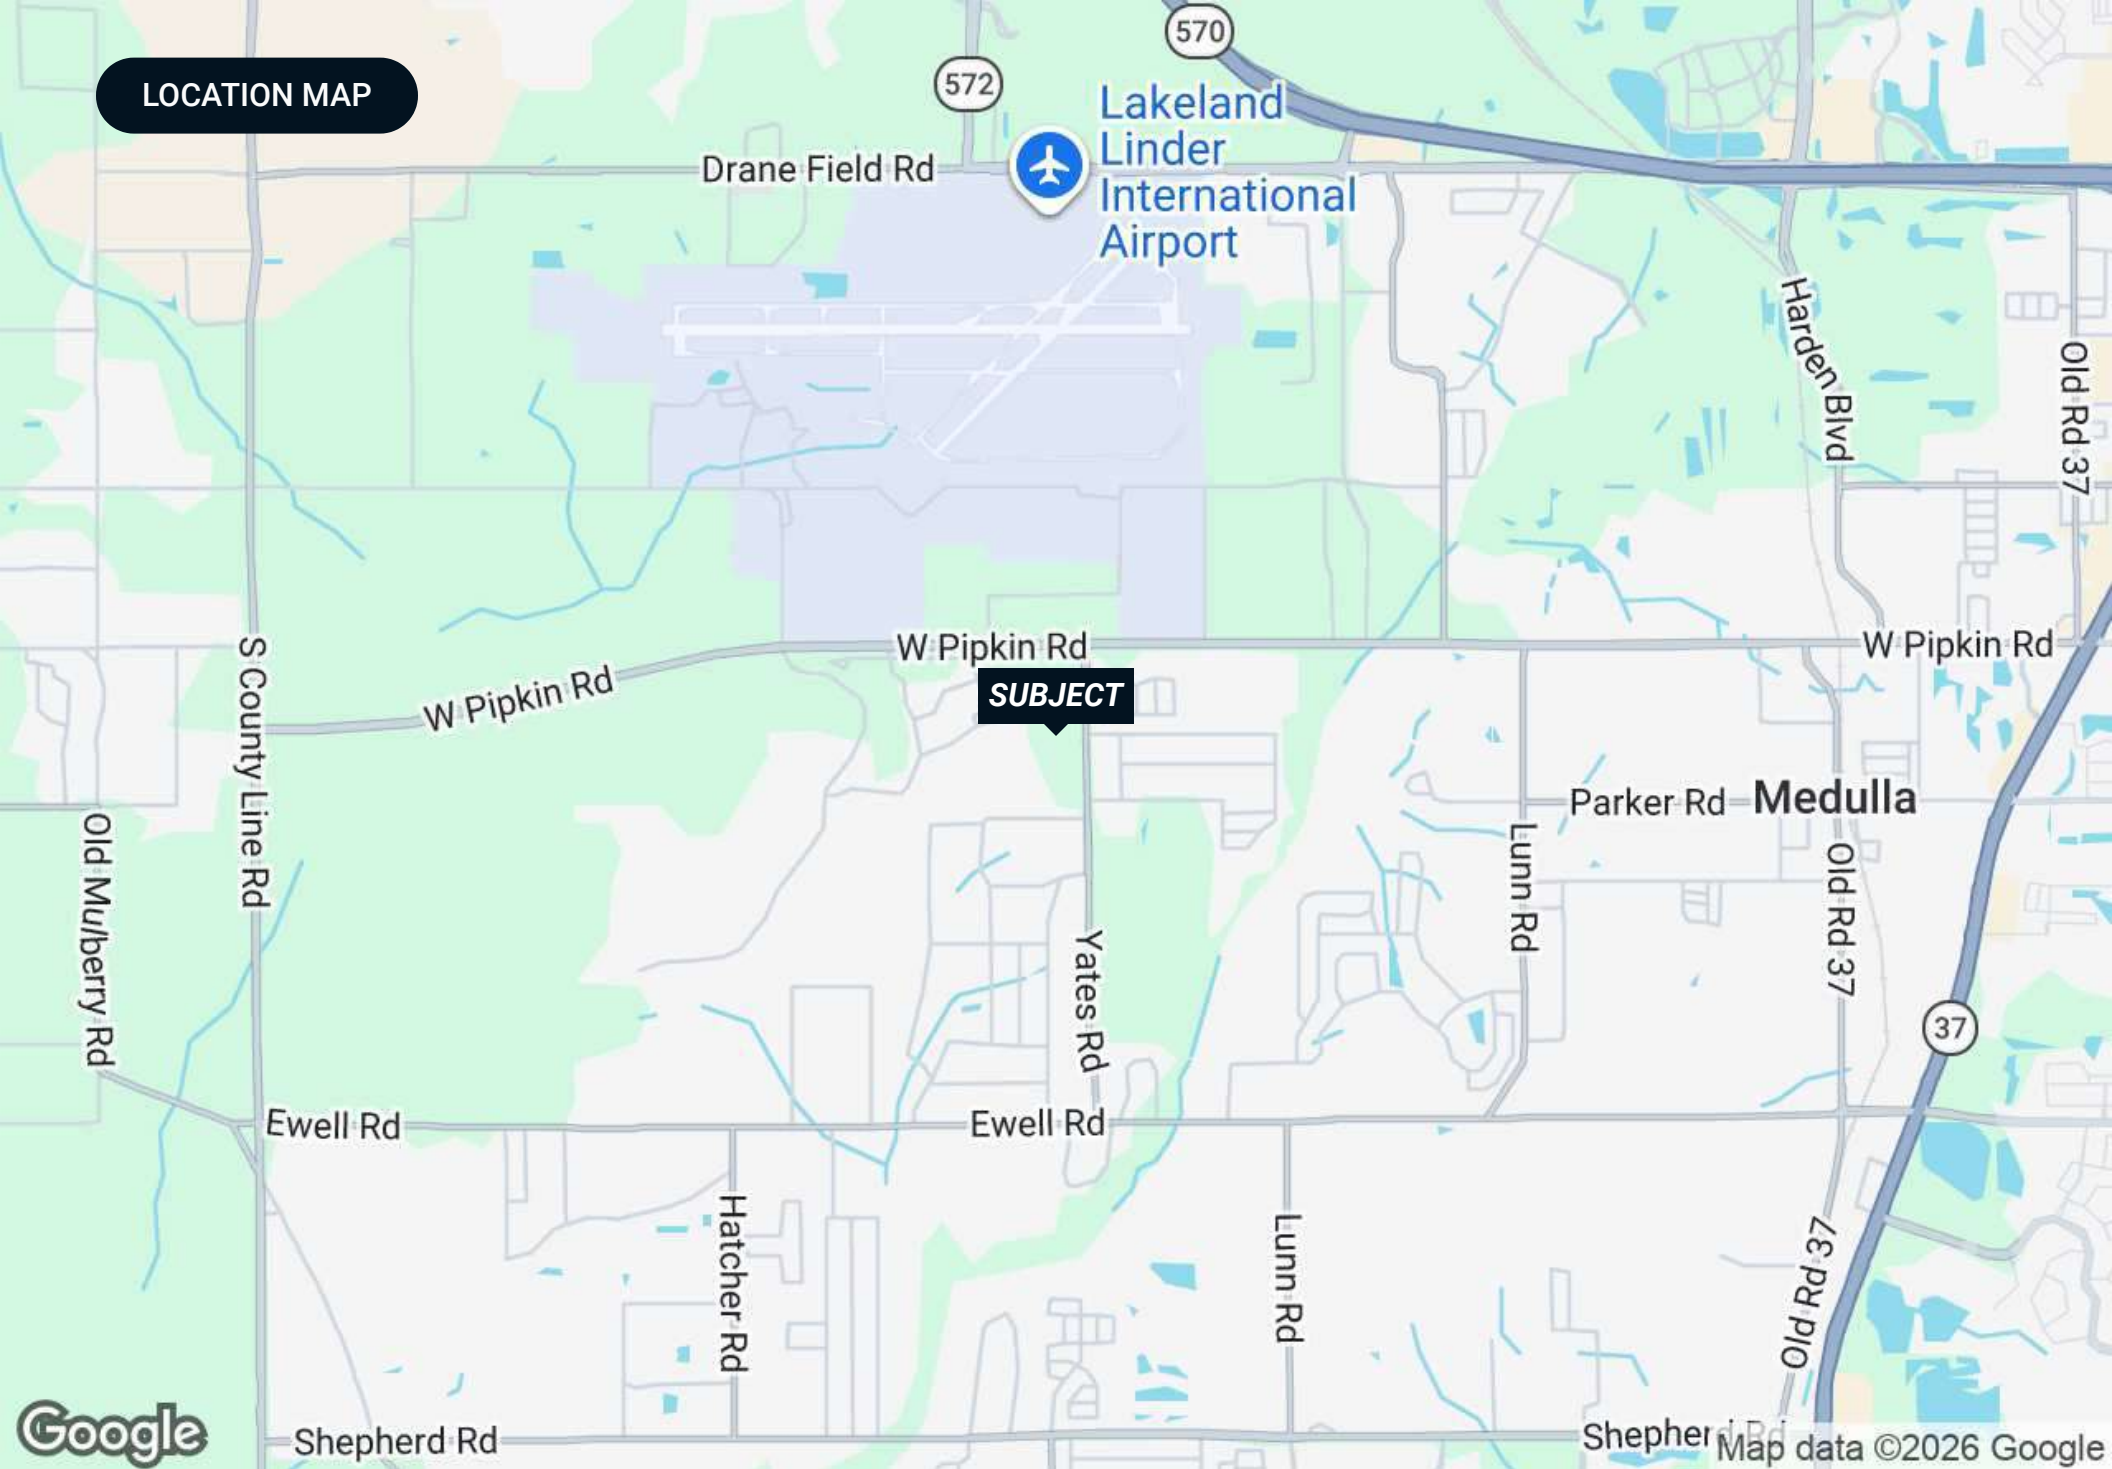 570
572
LOCATION MAP
Lakeland
Linder
International
Airport
Drane Field Rd
Harden Blvd
Old Rd 37
W Pipkin Rd
W Pipkin Rd
W Pipkin Rd
S County Line Rd
SUBJECT
Parker Rd
Medulla
Old Mulberry Rd
Lunn Rd
Old Rd 37
Yates Rd
37
Ewell Rd
Ewell Rd
Hatcher Rd
Lunn Rd
Old Rd 37
Google
Shepherd Rd
Shepherd Rd
Map data ©2026 Google